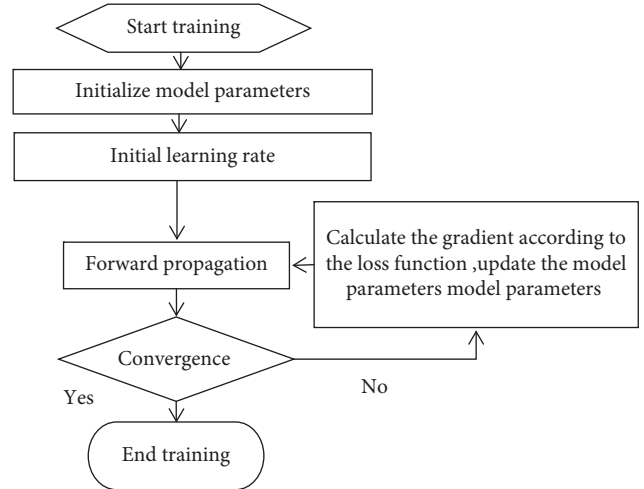 Start training
Initialize model parameters
Initial learning rate
Forward propagation
Calculate the gradient according to
the loss function ,update the model
parameters model parameters
Convergence
Yes
No
End training